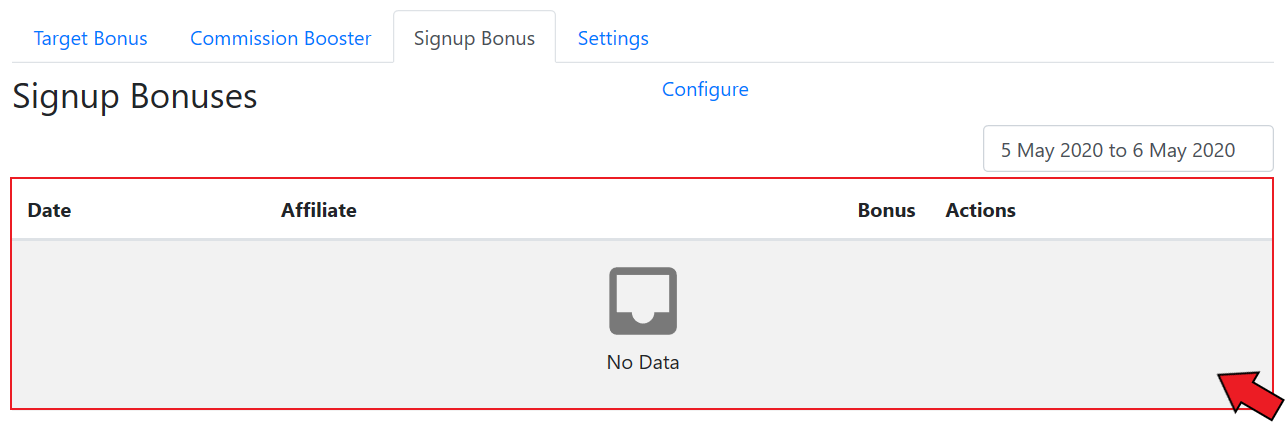 Target Bonus Commission Booster Signup Bonus Settings
Signup Bonuses Configure
5 May 2020 to 6 May 2020
Date Affiliate Bonus Actions
No Data